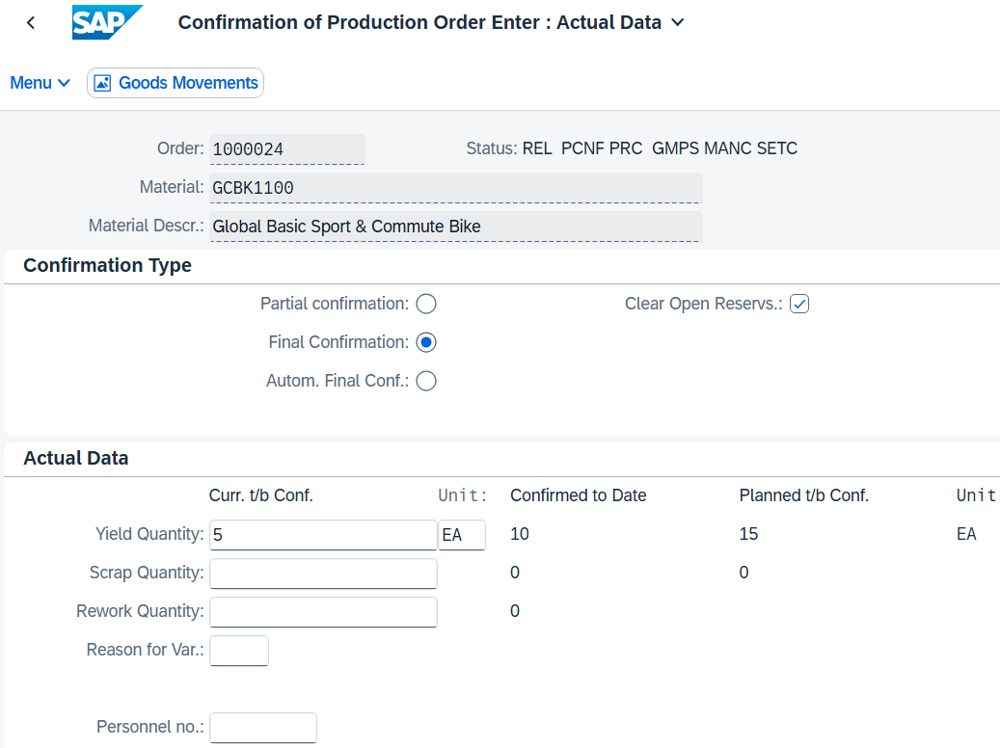 SAP Confirmation of Production Order Enter : Actual Data
Menu Goods Movements
Order: 1000024 Status: REL PCNF PRC GMPS MANC SETC
Material: GCBK1100
Material Descr.: Global Basic Sport & Commute Bike
Confirmation Type
Partial confirmation: Clear Open Reservs.:
Final Confirmation:
Autom. Final Conf.:
Actual Data
Curr. t/b Conf. Unit: Confirmed to Date Planned t/b Conf. Unit
Yield Quantity: 5 EA 10 15 EA
Scrap Quantity: 0 0
Rework Quantity: 0
Reason for Var.:
Personnel no.: